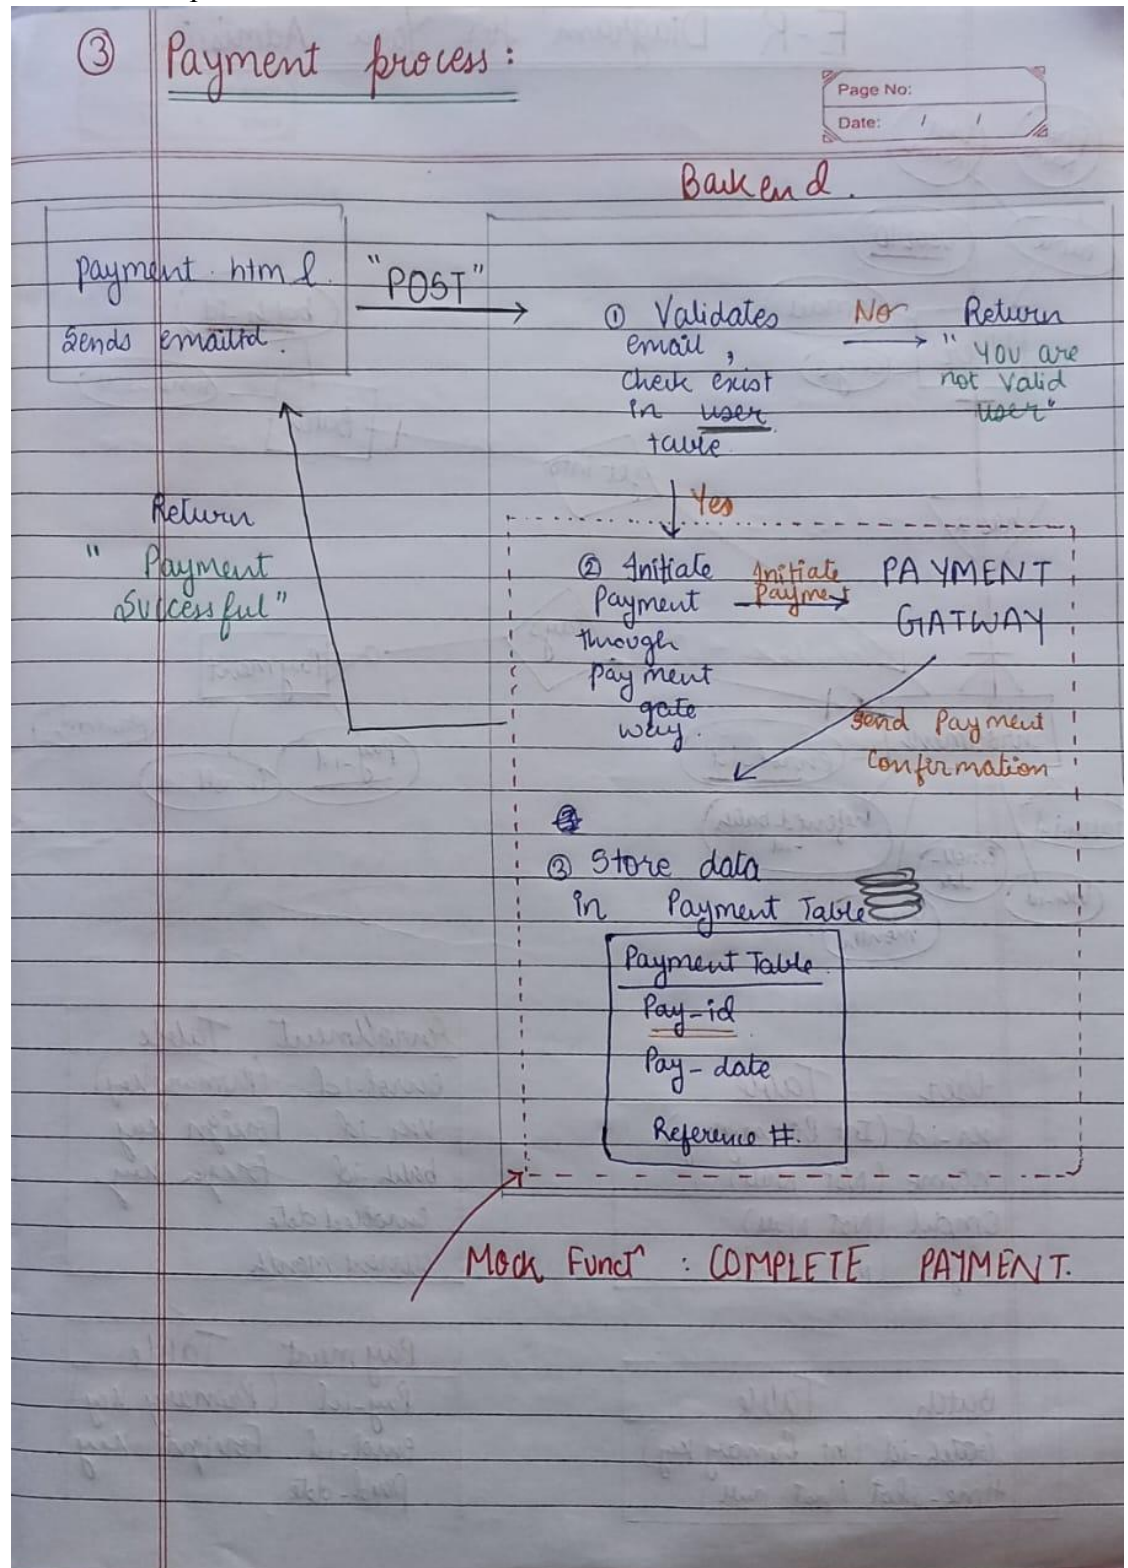 ③ Payment process :
Page No:
Date: / /
Backend.
payment.html.
sends emailId.
"POST"
① Validates
email ,
check exist
in user
table
No
Return
" You are
not valid
user"
Yes
Return
" Payment
Successful"
② Initiate
Payment
through
payment
gate
way.
Initiate
Payment
PAYMENT
GATWAY
Send Payment
Confirmation
③ Store data
in Payment Table
Payment Table
Pay-id
Pay-date
Reference #.
Mock Functn : COMPLETE PAYMENT.